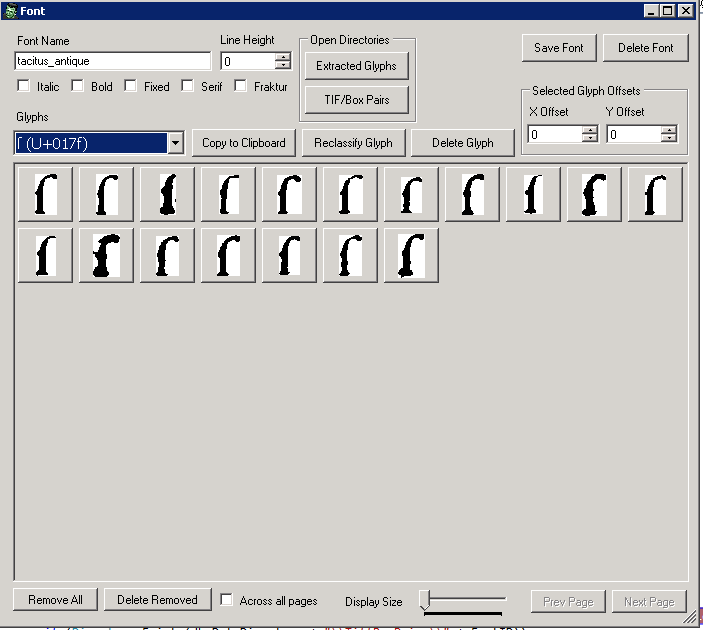 Font
Font Name
Line Height
Open Directories
Save Font
Delete Font
tacitus_antique
0
Extracted Glyphs
Italic
Bold
Fixed
Serif
Fraktur
TIF/Box Pairs
Selected Glyph Offsets
X Offset
Y Offset
0
0
Glyphs
ſ (U+017f)
Copy to Clipboard
Reclassify Glyph
Delete Glyph
ſ ſ ſ ſ ſ ſ ſ ſ ſ ſ ſ
ſ ſ ſ ſ ſ ſ ſ
Remove All
Delete Removed
Across all pages
Display Size
Prev Page
Next Page